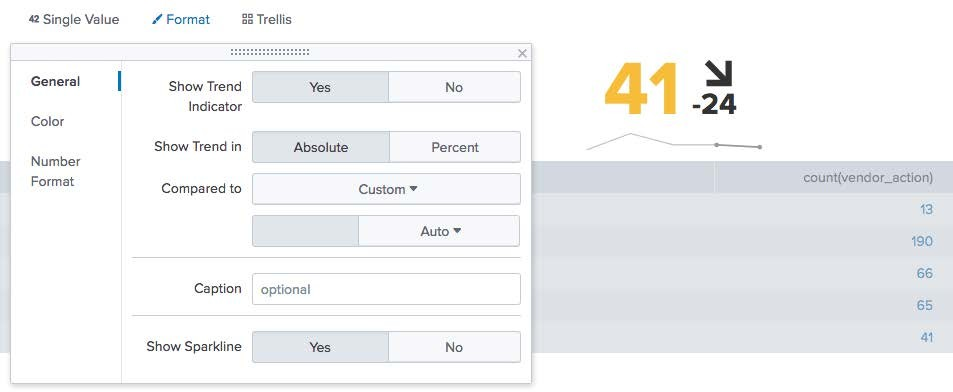 42 Single Value
Format
Trellis
General
Color
Number
Format
Show Trend
Indicator
Yes
No
Show Trend in
Absolute
Percent
Compared to
Custom
Auto
Caption
optional
Show Sparkline
Yes
No
41
-24
count(vendor_action)
13
190
66
65
41